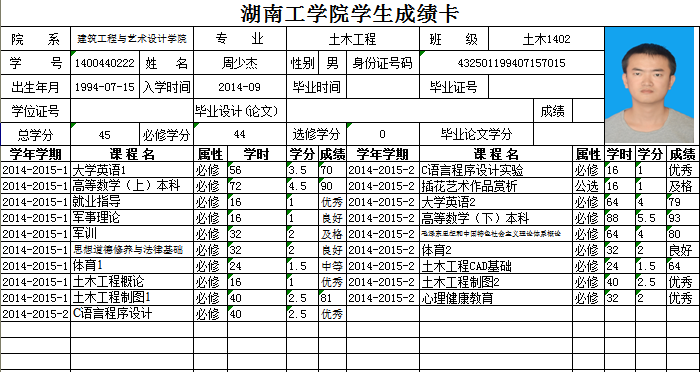 湖南工学院学生成绩卡
院 系 建筑工程与艺术设计学院 专 业 土木工程 班 级 土木1402
学 号 1400440222 姓 名 周少杰 性别 男 身份证号码 432501199407157015
出生年月 1994-07-15 入学时间 2014-09 毕业时间 毕业证号
学位证号 毕业设计(论文) 成绩
总学分 45 必修学分 44 选修学分 0 毕业论文学分
学年学期 课 程 名 属性 学时 学分 成绩 学年学期 课 程 名 属性 学时 学分 成绩
2014-2015-1 大学英语1 必修 56 3.5 70 2014-2015-2 C语言程序设计实验 必修 16 1 优秀
2014-2015-1 高等数学（上）本科 必修 72 4.5 90 2014-2015-2 插花艺术作品赏析 公选 16 1 及格
2014-2015-1 就业指导 必修 16 1 优秀 2014-2015-2 大学英语2 必修 64 4 79
2014-2015-1 军事理论 必修 16 1 良好 2014-2015-2 高等数学（下）本科 必修 88 5.5 93
2014-2015-1 军训 必修 32 2 及格 2014-2015-2 毛泽东思想和中国特色社会主义理论体系概论 必修 64 4 80
2014-2015-1 思想道德修养与法律基础 必修 32 2 良好 2014-2015-2 体育2 必修 32 2 良好
2014-2015-1 体育1 必修 24 1.5 中等 2014-2015-2 土木工程CAD基础 必修 24 1.5 64
2014-2015-1 土木工程概论 必修 16 1 优秀 2014-2015-2 土木工程制图2 必修 40 2.5 优秀
2014-2015-1 土木工程制图1 必修 40 2.5 81 2014-2015-2 心理健康教育 必修 32 2 优秀
2014-2015-2 C语言程序设计 必修 40 2.5 优秀